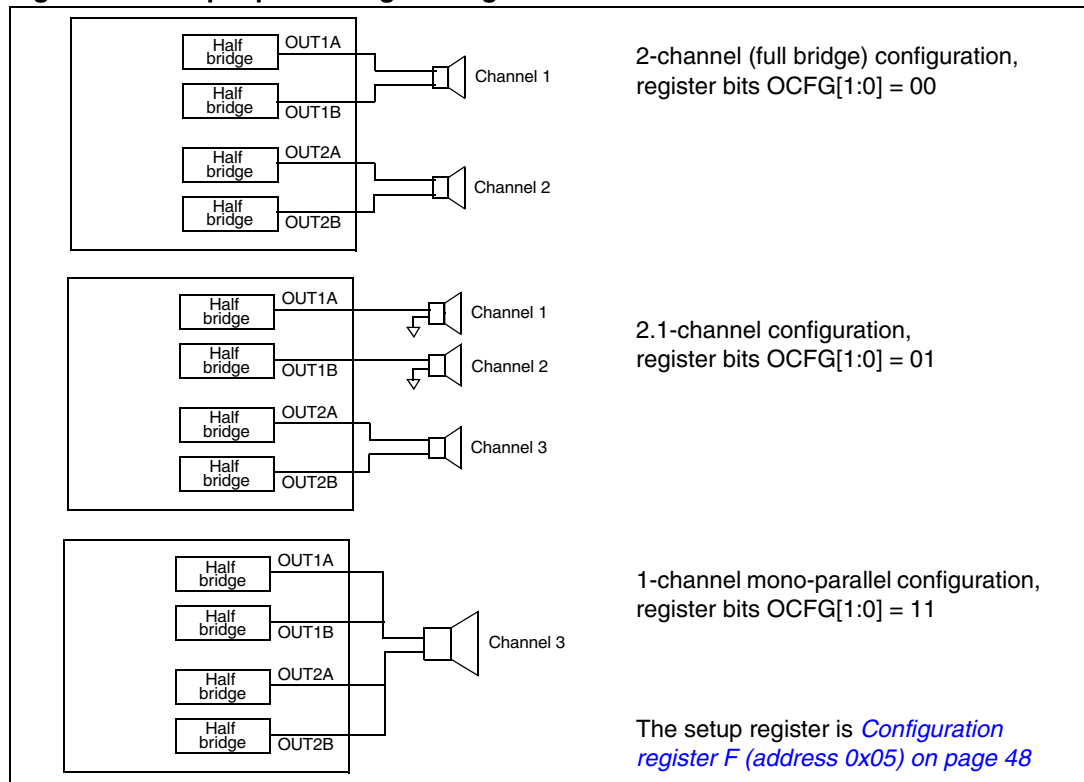 Half
bridge
OUT1A
Half
bridge
OUT1B
Channel 1
Half
bridge
OUT2A
Half
bridge
OUT2B
Channel 2
2-channel (full bridge) configuration,
register bits OCFG[1:0] = 00
Half
bridge
OUT1A
Channel 1
Half
bridge
OUT1B
Channel 2
Half
bridge
OUT2A
Half
bridge
OUT2B
Channel 3
2.1-channel configuration,
register bits OCFG[1:0] = 01
Half
bridge
OUT1A
Half
bridge
OUT1B
Half
bridge
OUT2A
Half
bridge
OUT2B
Channel 3
1-channel mono-parallel configuration,
register bits OCFG[1:0] = 11
The setup register is Configuration
register F (address 0x05) on page 48